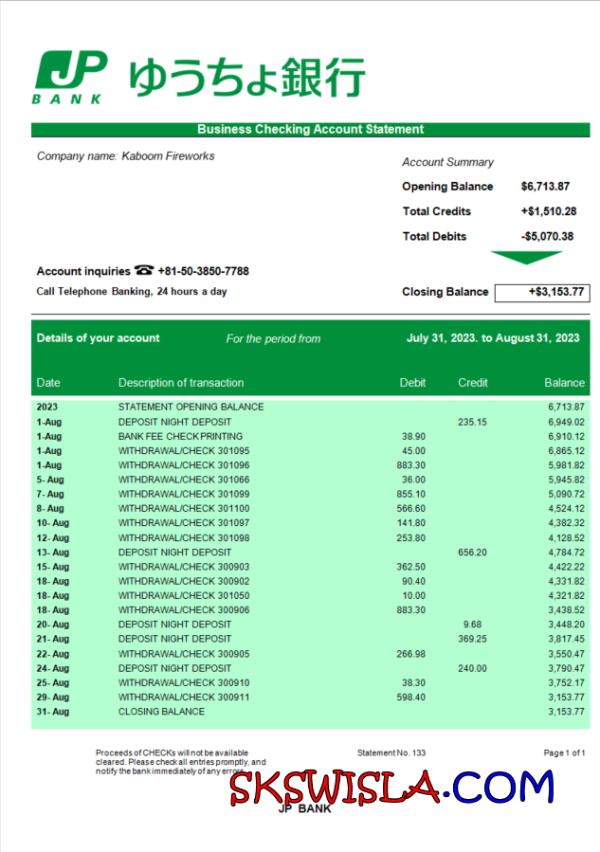 JP
BANK
ゆうちょ銀行
Business Checking Account Statement
Company name: Kaboom Fireworks
Account Summary
Opening Balance $6,713.87
Total Credits +$1,510.28
Total Debits -$5,070.38
Account inquiries ☎ +81-50-3850-7788
Call Telephone Banking, 24 hours a day
Closing Balance +$3,153.77
Details of your account For the period from July 31, 2023. to August 31, 2023
Date Description of transaction Debit Credit Balance
2023 STATEMENT OPENING BALANCE 6,713.87
1-Aug DEPOSIT NIGHT DEPOSIT 235.15 6,949.02
1-Aug BANK FEE CHECK PRINTING 38.90 6,910.12
1-Aug WITHDRAWAL/CHECK 301095 45.00 6,865.12
1-Aug WITHDRAWAL/CHECK 301096 883.30 5,981.82
5- Aug WITHDRAWAL/CHECK 301066 36.00 5,945.82
7- Aug WITHDRAWAL/CHECK 301099 855.10 5,090.72
8- Aug WITHDRAWAL/CHECK 301100 566.60 4,524.12
10- Aug WITHDRAWAL/CHECK 301097 141.80 4,382.32
12- Aug WITHDRAWAL/CHECK 301098 253.80 4,128.52
13- Aug DEPOSIT NIGHT DEPOSIT 656.20 4,784.72
15- Aug WITHDRAWAL/CHECK 300903 362.50 4,422.22
18- Aug WITHDRAWAL/CHECK 300902 90.40 4,331.82
18- Aug WITHDRAWAL/CHECK 301050 10.00 4,321.82
18- Aug WITHDRAWAL/CHECK 300906 883.30 3,438.52
20- Aug DEPOSIT NIGHT DEPOSIT 9.68 3,448.20
21- Aug DEPOSIT NIGHT DEPOSIT 369.25 3,817.45
22- Aug WITHDRAWAL/CHECK 300905 266.98 3,550.47
24- Aug DEPOSIT NIGHT DEPOSIT 240.00 3,790.47
25- Aug WITHDRAWAL/CHECK 300910 38.30 3,752.17
29- Aug WITHDRAWAL/CHECK 300911 598.40 3,153.77
31- Aug CLOSING BALANCE 3,153.77
Proceeds of CHECKs will not be available
cleared. Please check all entries promptly, and
notify the bank immediately of any errors.
Statement No. 133
Page 1 of 1
SKSWISLA.COM
JP BANK